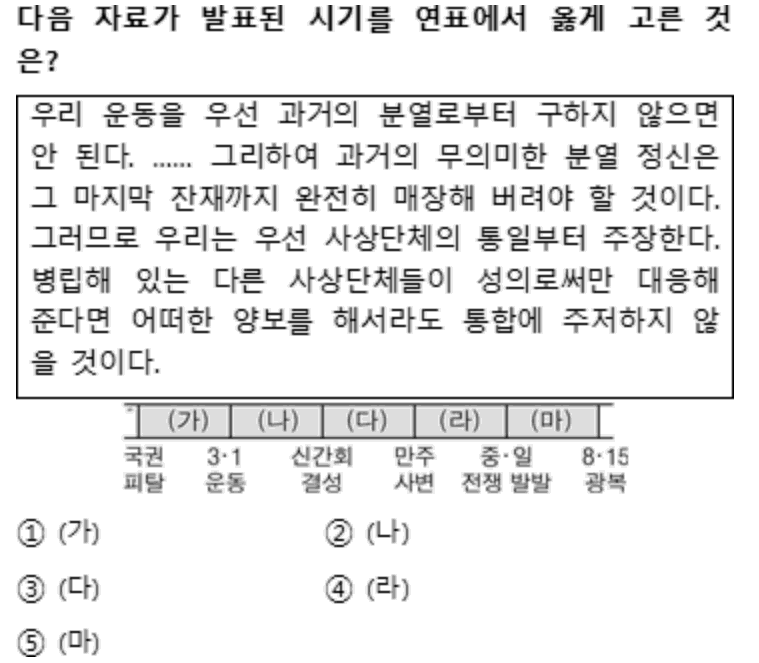 다음 자료가 발표된 시기를 연표에서 옳게 고른 것
은?
우리 운동을 우선 과거의 분열로부터 구하지 않으면
안 된다. ...... 그리하여 과거의 무의미한 분열 정신은
그 마지막 잔재까지 완전히 매장해 버려야 할 것이다.
그러므로 우리는 우선 사상단체의 통일부터 주장한다.
병립해 있는 다른 사상단체들이 성의로써만 대응해
준다면 어떠한 양보를 해서라도 통합에 주저하지 않
을 것이다.
(가) (나) (다) (라) (마)
국권 3·1 신간회 만주 중·일 8·15
피탈 운동 결성 사변 전쟁 발발 광복
① (가) ② (나)
③ (다) ④ (라)
⑤ (마)